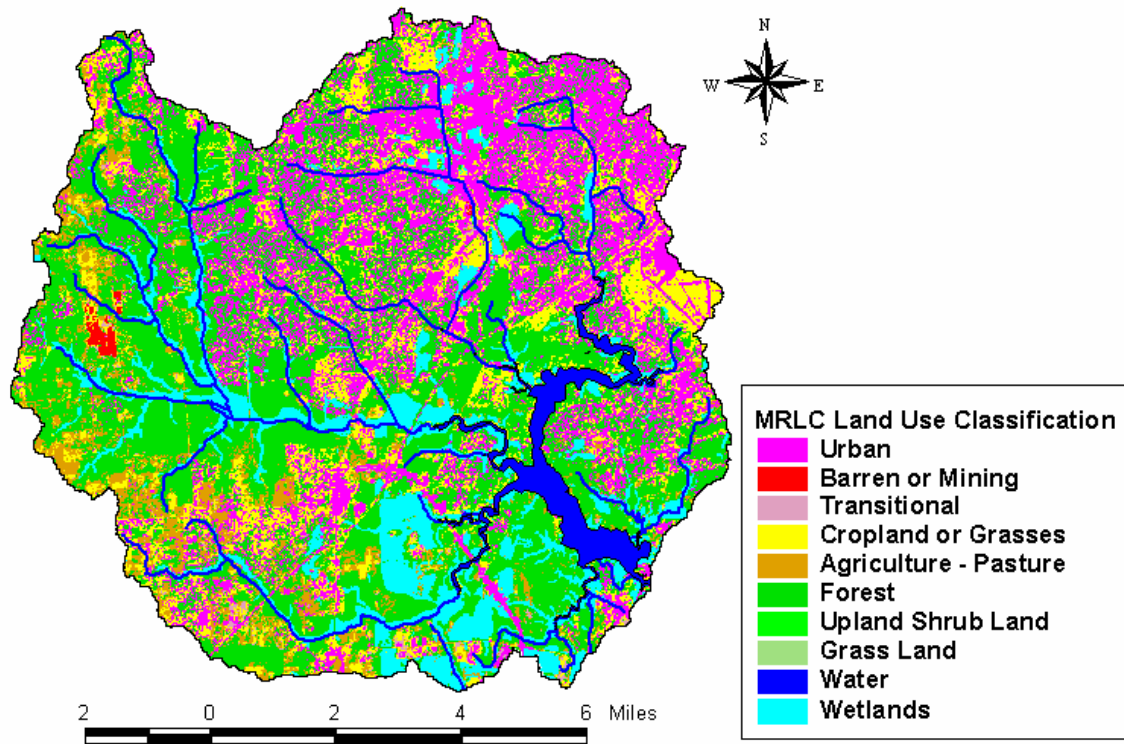 N
W E
S
MRLC Land Use Classification
Urban
Barren or Mining
Transitional
Cropland or Grasses
Agriculture - Pasture
Forest
Upland Shrub Land
Grass Land
Water
Wetlands
2 0 2 4 6 Miles